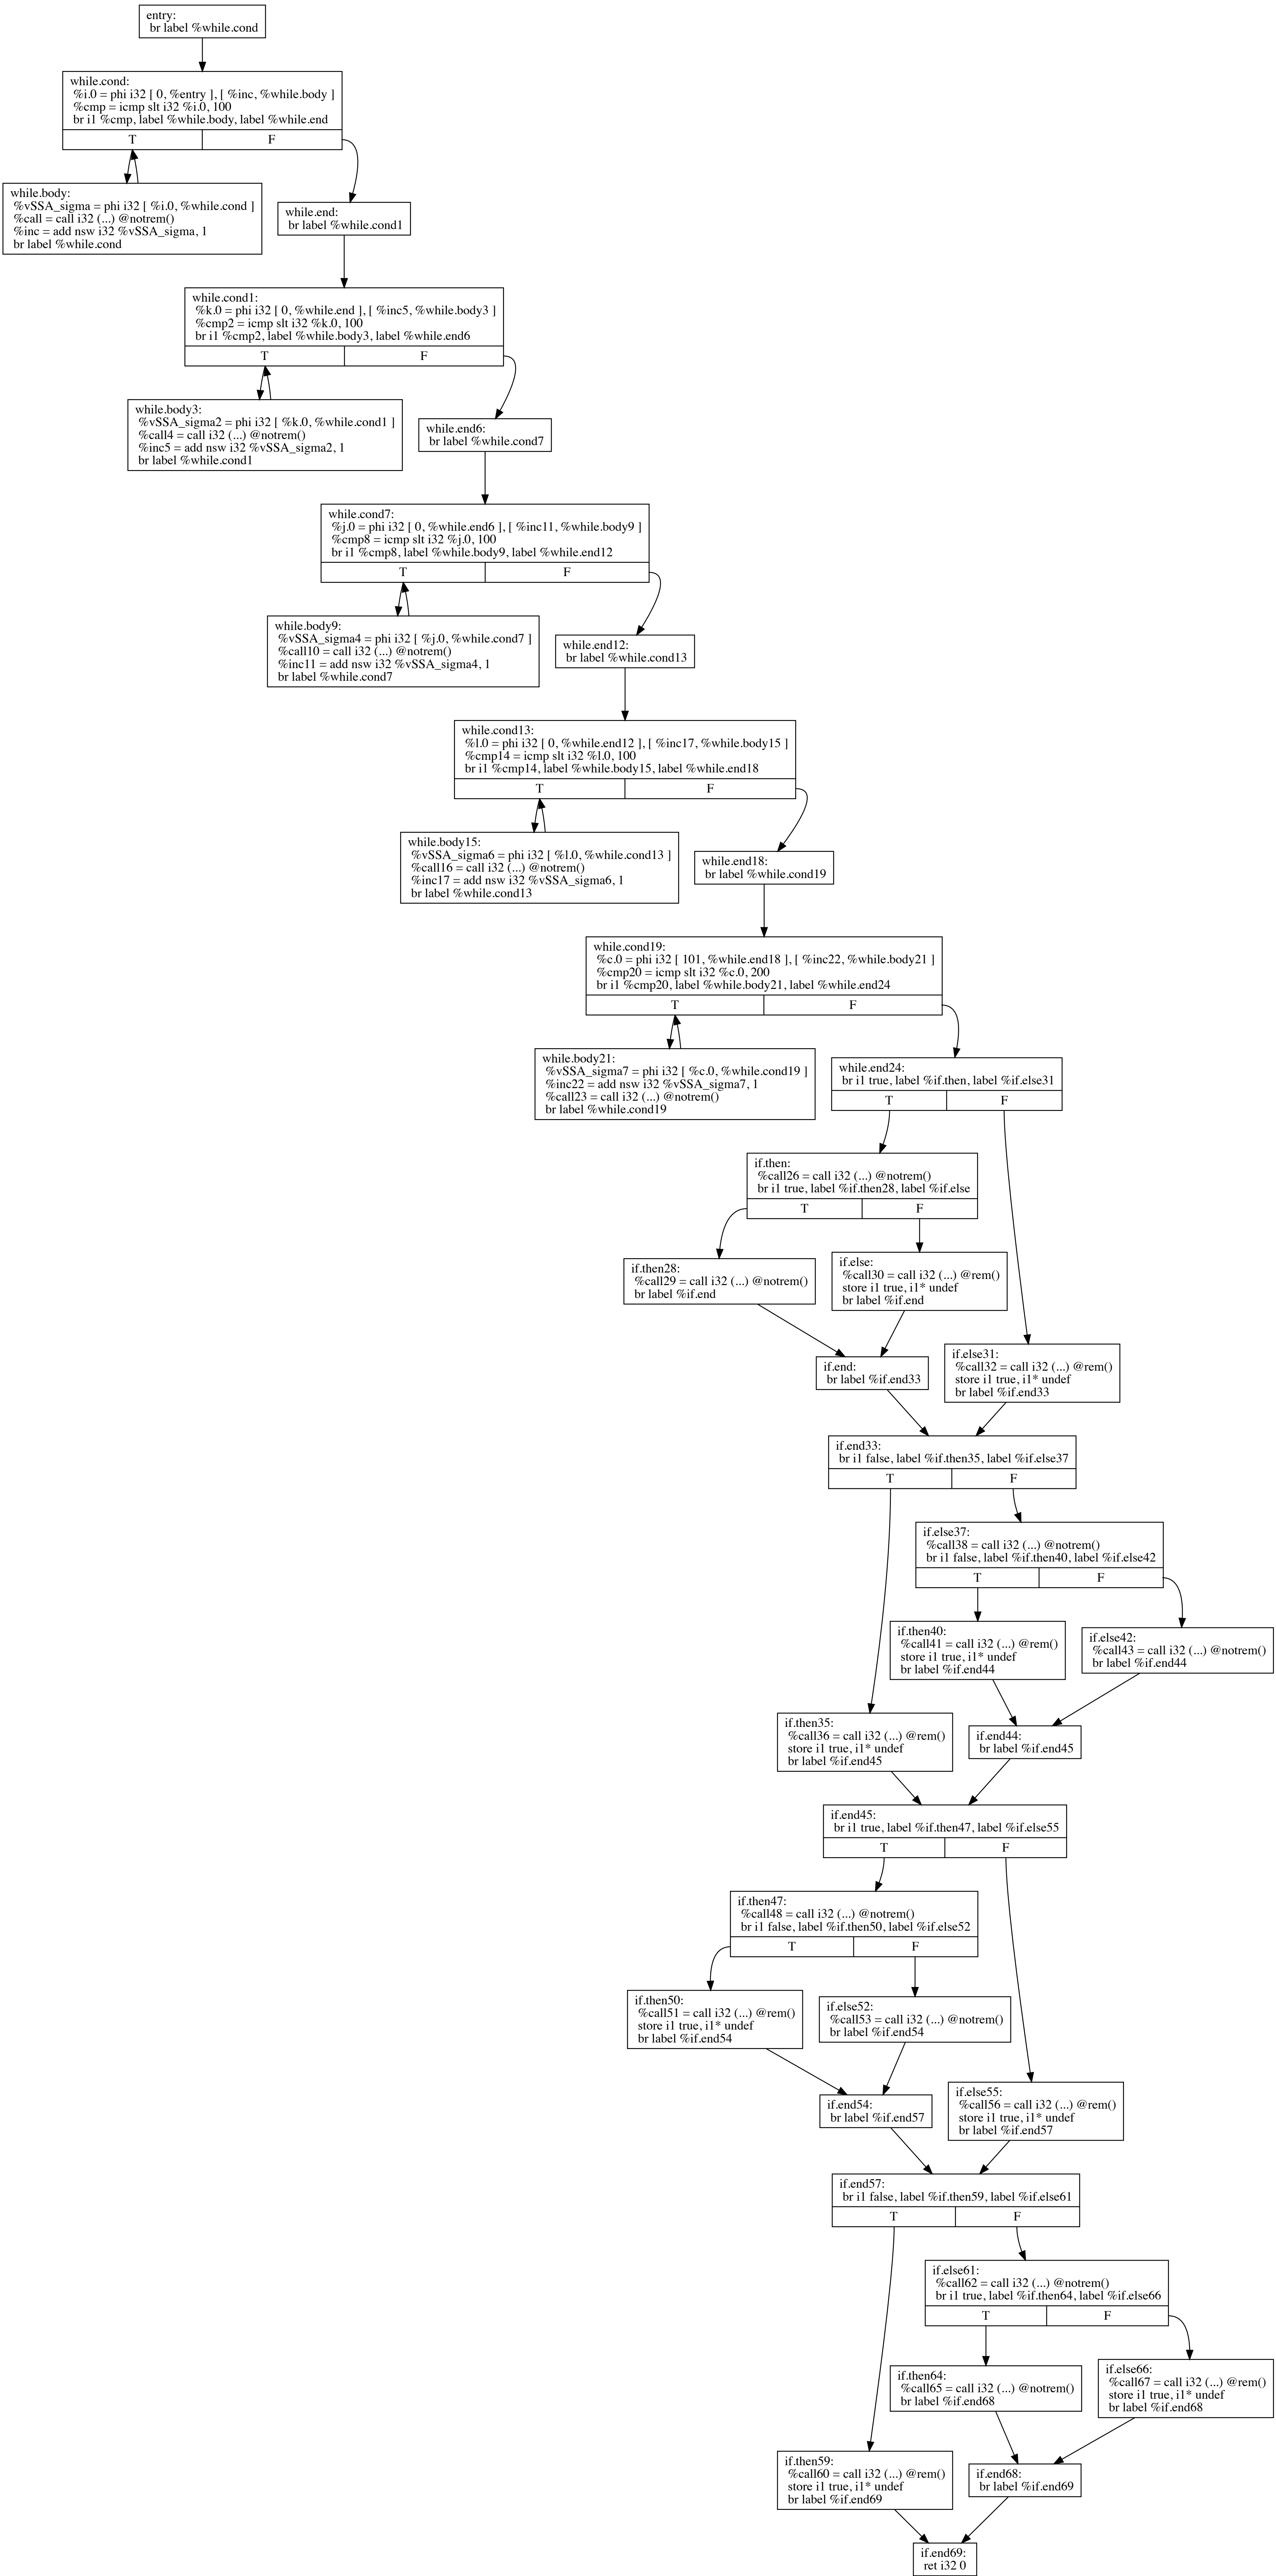 entry:
br label %while.cond
while.cond:
%i.0 = phi i32 [ 0, %entry ], [ %inc, %while.body ]
%cmp = icmp slt i32 %i.0, 100
br i1 %cmp, label %while.body, label %while.end
T F
while.body:
%vSSA_sigma = phi i32 [ %i.0, %while.cond ]
%call = call i32 (...) @notrem()
%inc = add nsw i32 %vSSA_sigma, 1
br label %while.cond
while.end:
br label %while.cond1
while.cond1:
%k.0 = phi i32 [ 0, %while.end ], [ %inc5, %while.body3 ]
%cmp2 = icmp slt i32 %k.0, 100
br i1 %cmp2, label %while.body3, label %while.end6
T F
while.body3:
%vSSA_sigma2 = phi i32 [ %k.0, %while.cond1 ]
%call4 = call i32 (...) @notrem()
%inc5 = add nsw i32 %vSSA_sigma2, 1
br label %while.cond1
while.end6:
br label %while.cond7
while.cond7:
%j.0 = phi i32 [ 0, %while.end6 ], [ %inc11, %while.body9 ]
%cmp8 = icmp slt i32 %j.0, 100
br i1 %cmp8, label %while.body9, label %while.end12
T F
while.body9:
%vSSA_sigma4 = phi i32 [ %j.0, %while.cond7 ]
%call10 = call i32 (...) @notrem()
%inc11 = add nsw i32 %vSSA_sigma4, 1
br label %while.cond7
while.end12:
br label %while.cond13
while.cond13:
%l.0 = phi i32 [ 0, %while.end12 ], [ %inc17, %while.body15 ]
%cmp14 = icmp slt i32 %l.0, 100
br i1 %cmp14, label %while.body15, label %while.end18
T F
while.body15:
%vSSA_sigma6 = phi i32 [ %l.0, %while.cond13 ]
%call16 = call i32 (...) @notrem()
%inc17 = add nsw i32 %vSSA_sigma6, 1
br label %while.cond13
while.end18:
br label %while.cond19
while.cond19:
%c.0 = phi i32 [ 101, %while.end18 ], [ %inc22, %while.body21 ]
%cmp20 = icmp slt i32 %c.0, 200
br i1 %cmp20, label %while.body21, label %while.end24
T F
while.body21:
%vSSA_sigma7 = phi i32 [ %c.0, %while.cond19 ]
%inc22 = add nsw i32 %vSSA_sigma7, 1
%call23 = call i32 (...) @notrem()
br label %while.cond19
while.end24:
br i1 true, label %if.then, label %if.else31
T F
if.then:
%call26 = call i32 (...) @notrem()
br i1 true, label %if.then28, label %if.else
T F
if.then28:
%call29 = call i32 (...) @notrem()
br label %if.end
if.else:
%call30 = call i32 (...) @rem()
store i1 true, i1* undef
br label %if.end
if.end:
br label %if.end33
if.else31:
%call32 = call i32 (...) @rem()
store i1 true, i1* undef
br label %if.end33
if.end33:
br i1 false, label %if.then35, label %if.else37
T F
if.else37:
%call38 = call i32 (...) @notrem()
br i1 false, label %if.then40, label %if.else42
T F
if.then40:
%call41 = call i32 (...) @rem()
store i1 true, i1* undef
br label %if.end44
if.else42:
%call43 = call i32 (...) @notrem()
br label %if.end44
if.then35:
%call36 = call i32 (...) @rem()
store i1 true, i1* undef
br label %if.end45
if.end44:
br label %if.end45
if.end45:
br i1 true, label %if.then47, label %if.else55
T F
if.then47:
%call48 = call i32 (...) @notrem()
br i1 false, label %if.then50, label %if.else52
T F
if.then50:
%call51 = call i32 (...) @rem()
store i1 true, i1* undef
br label %if.end54
if.else52:
%call53 = call i32 (...) @notrem()
br label %if.end54
if.end54:
br label %if.end57
if.else55:
%call56 = call i32 (...) @rem()
store i1 true, i1* undef
br label %if.end57
if.end57:
br i1 false, label %if.then59, label %if.else61
T F
if.else61:
%call62 = call i32 (...) @notrem()
br i1 true, label %if.then64, label %if.else66
T F
if.then64:
%call65 = call i32 (...) @notrem()
br label %if.end68
if.else66:
%call67 = call i32 (...) @rem()
store i1 true, i1* undef
br label %if.end68
if.then59:
%call60 = call i32 (...) @rem()
store i1 true, i1* undef
br label %if.end69
if.end68:
br label %if.end69
if.end69:
ret i32 0